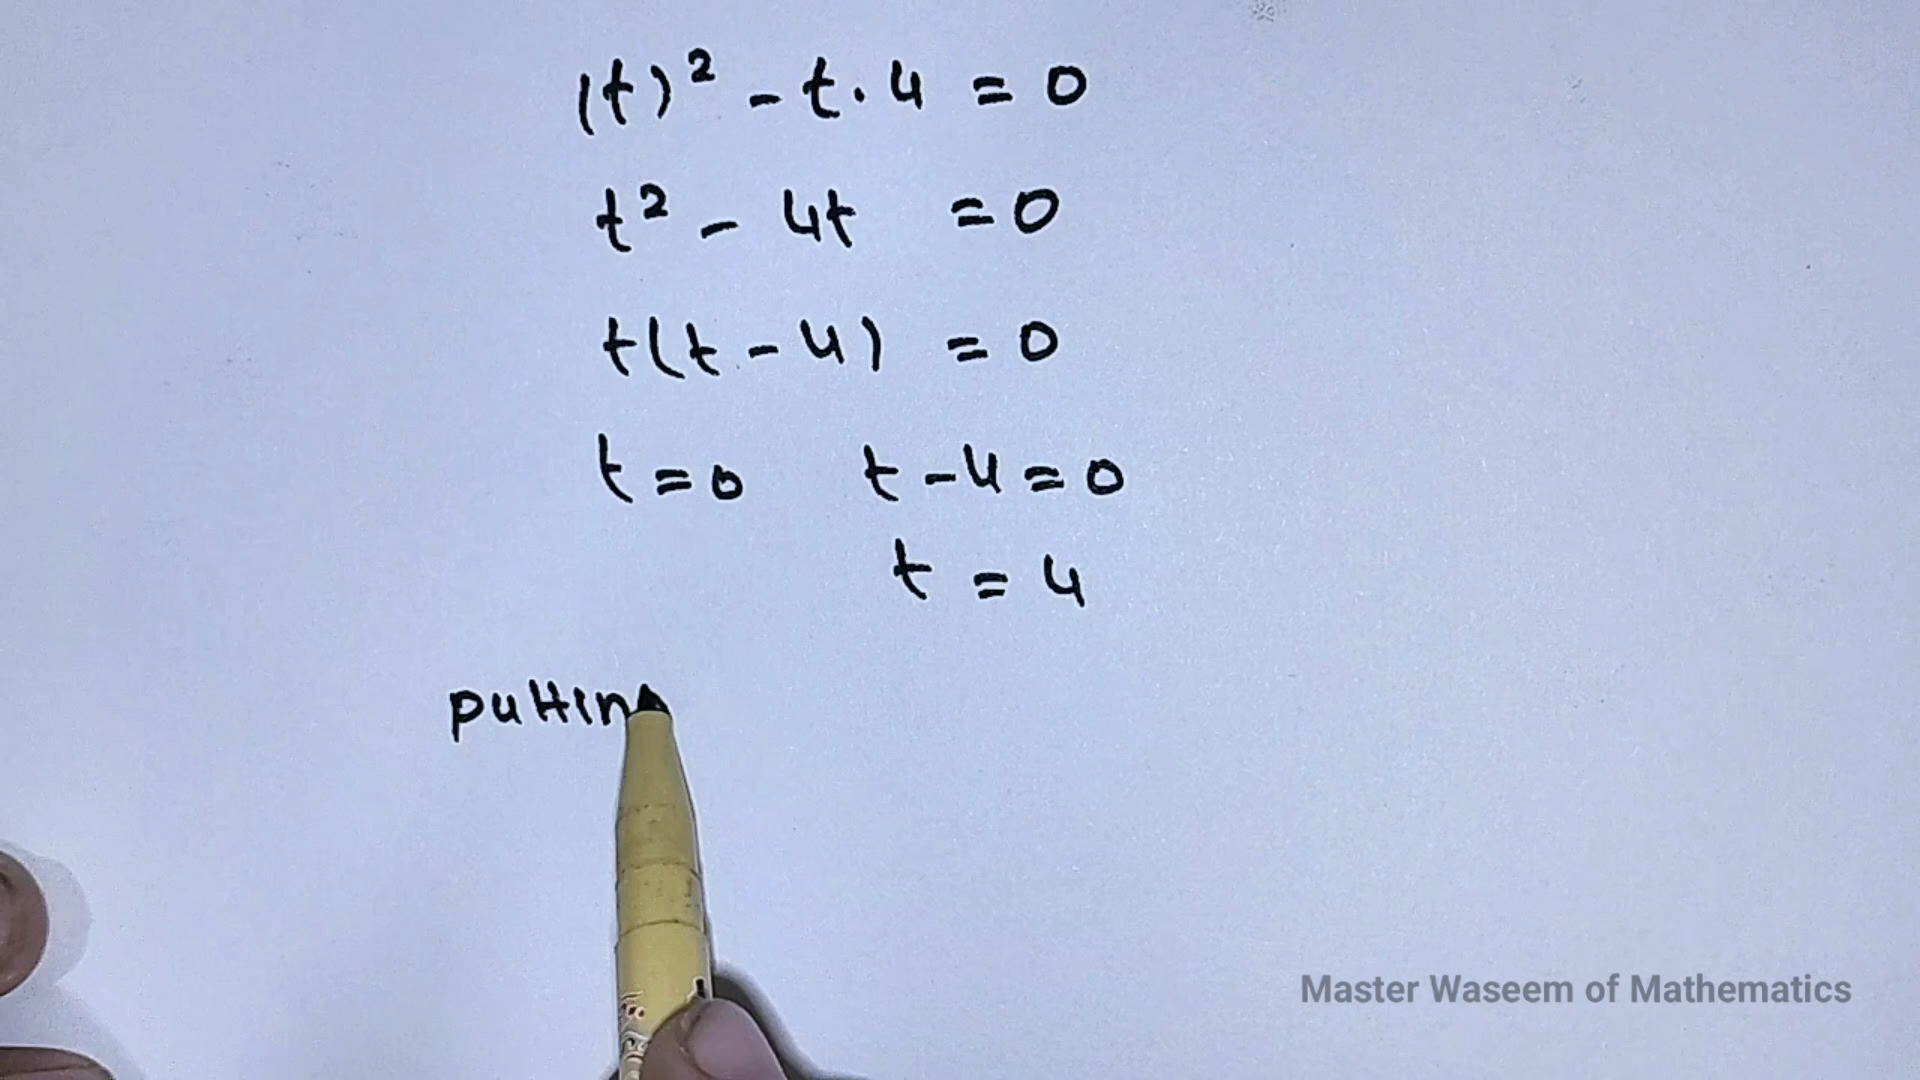 (t)² - t . 4 = 0
t² - 4t = 0
t(t - 4) = 0
t = 0 t - 4 = 0
t = 4
puttin
Master Waseem of Mathematics